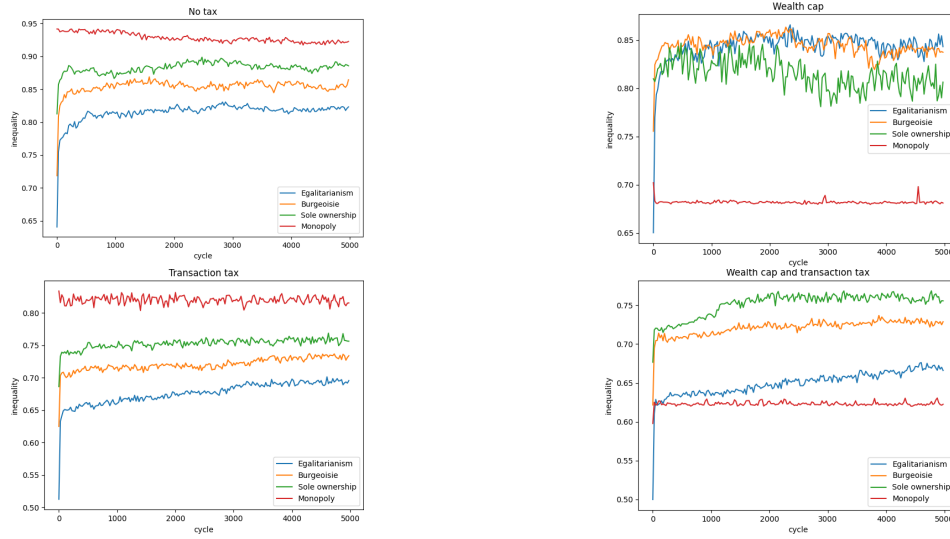 No tax
0.95
0.90
0.85
0.80
0.75
0.70
0.65
inequality
0 1000 2000 3000 4000 5000
cycle
Egalitarianism
Burgeoisie
Sole ownership
Monopoly
Wealth cap
0.85
0.80
0.75
0.70
0.65
inequality
0 1000 2000 3000 4000 5000
cycle
Egalitarianism
Burgeoisie
Sole ownership
Monopoly
Transaction tax
0.80
0.75
0.70
0.65
0.60
0.55
0.50
inequality
0 1000 2000 3000 4000 5000
cycle
Egalitarianism
Burgeoisie
Sole ownership
Monopoly
Wealth cap and transaction tax
0.75
0.70
0.65
0.60
0.55
0.50
inequality
0 1000 2000 3000 4000 5000
cycle
Egalitarianism
Burgeoisie
Sole ownership
Monopoly